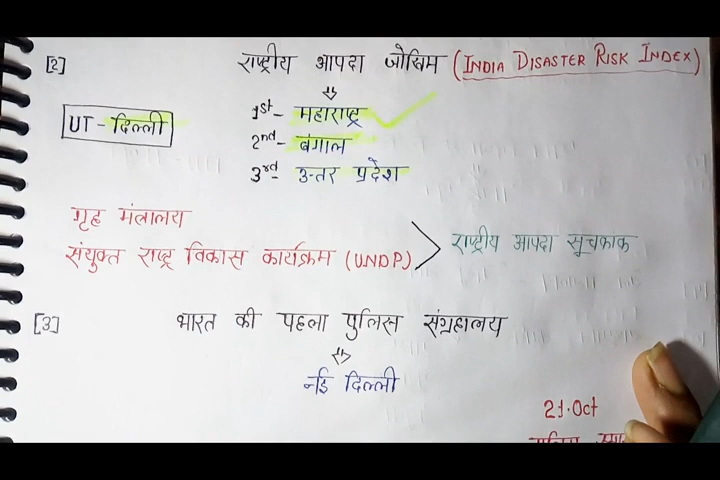 [2] राष्ट्रीय आपदा जोखिम (INDIA DISASTER RISK INDEX)
1st - महाराष्ट्र
UT - दिल्ली
2nd - बंगाल
3rd - उत्तर प्रदेश
गृह मंत्रालय
संयुक्त राष्ट्र विकास कार्यक्रम (UNDP)
राष्ट्रीय आपदा सूचकाक
[3] भारत की पहला पुलिस संग्रहालय
नई दिल्ली
21.Oct